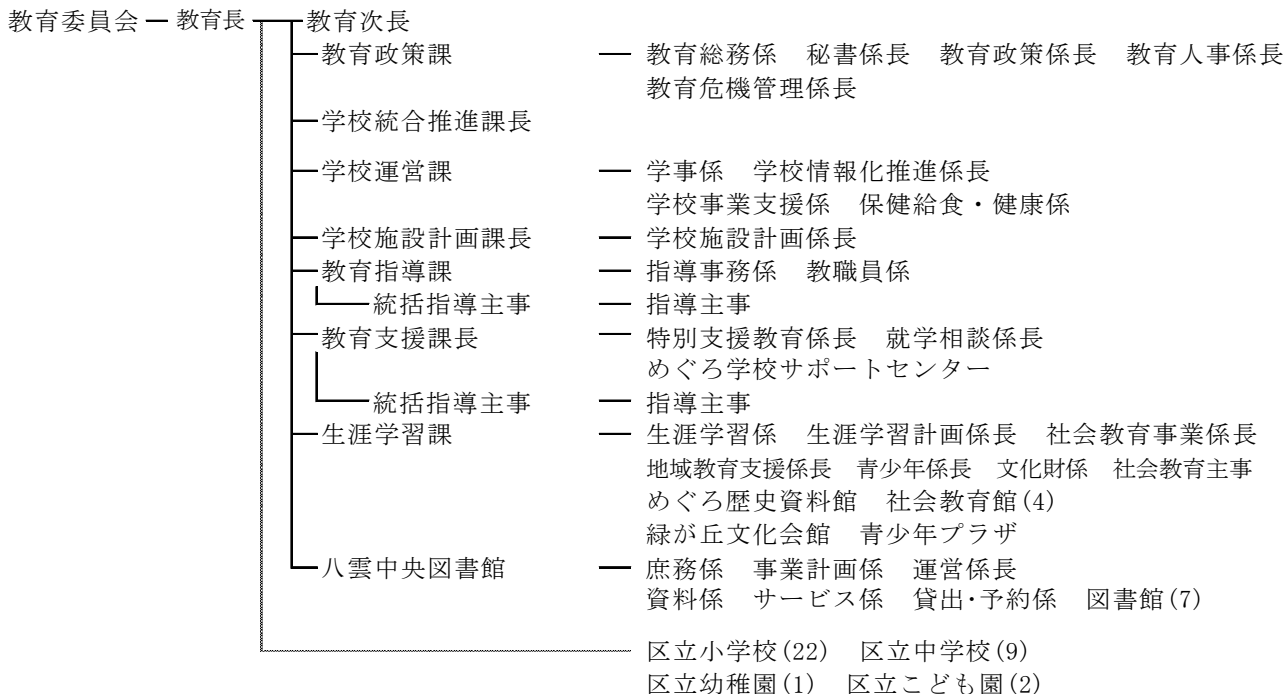 教育委員会 教育長 教育次長
教育政策課 教育総務係 秘書係長 教育政策係長 教育人事係長
教育危機管理係長
学校統合推進課長
学校運営課 学事係 学校情報化推進係長
学校事業支援係 保健給食・健康係
学校施設計画課長 学校施設計画係長
教育指導課 指導事務係 教職員係
統括指導主事 指導主事
教育支援課長 特別支援教育係長 就学相談係長
めぐろ学校サポートセンター
統括指導主事 指導主事
生涯学習課 生涯学習係 生涯学習計画係長 社会教育事業係長
地域教育支援係長 青少年係長 文化財係 社会教育主事
めぐろ歴史資料館 社会教育館(4)
緑が丘文化会館 青少年プラザ
八雲中央図書館 庶務係 事業計画係 運営係長
資料係 サービス係 貸出・予約係 図書館(7)
区立小学校(22) 区立中学校(9)
区立幼稚園(1) 区立こども園(2)